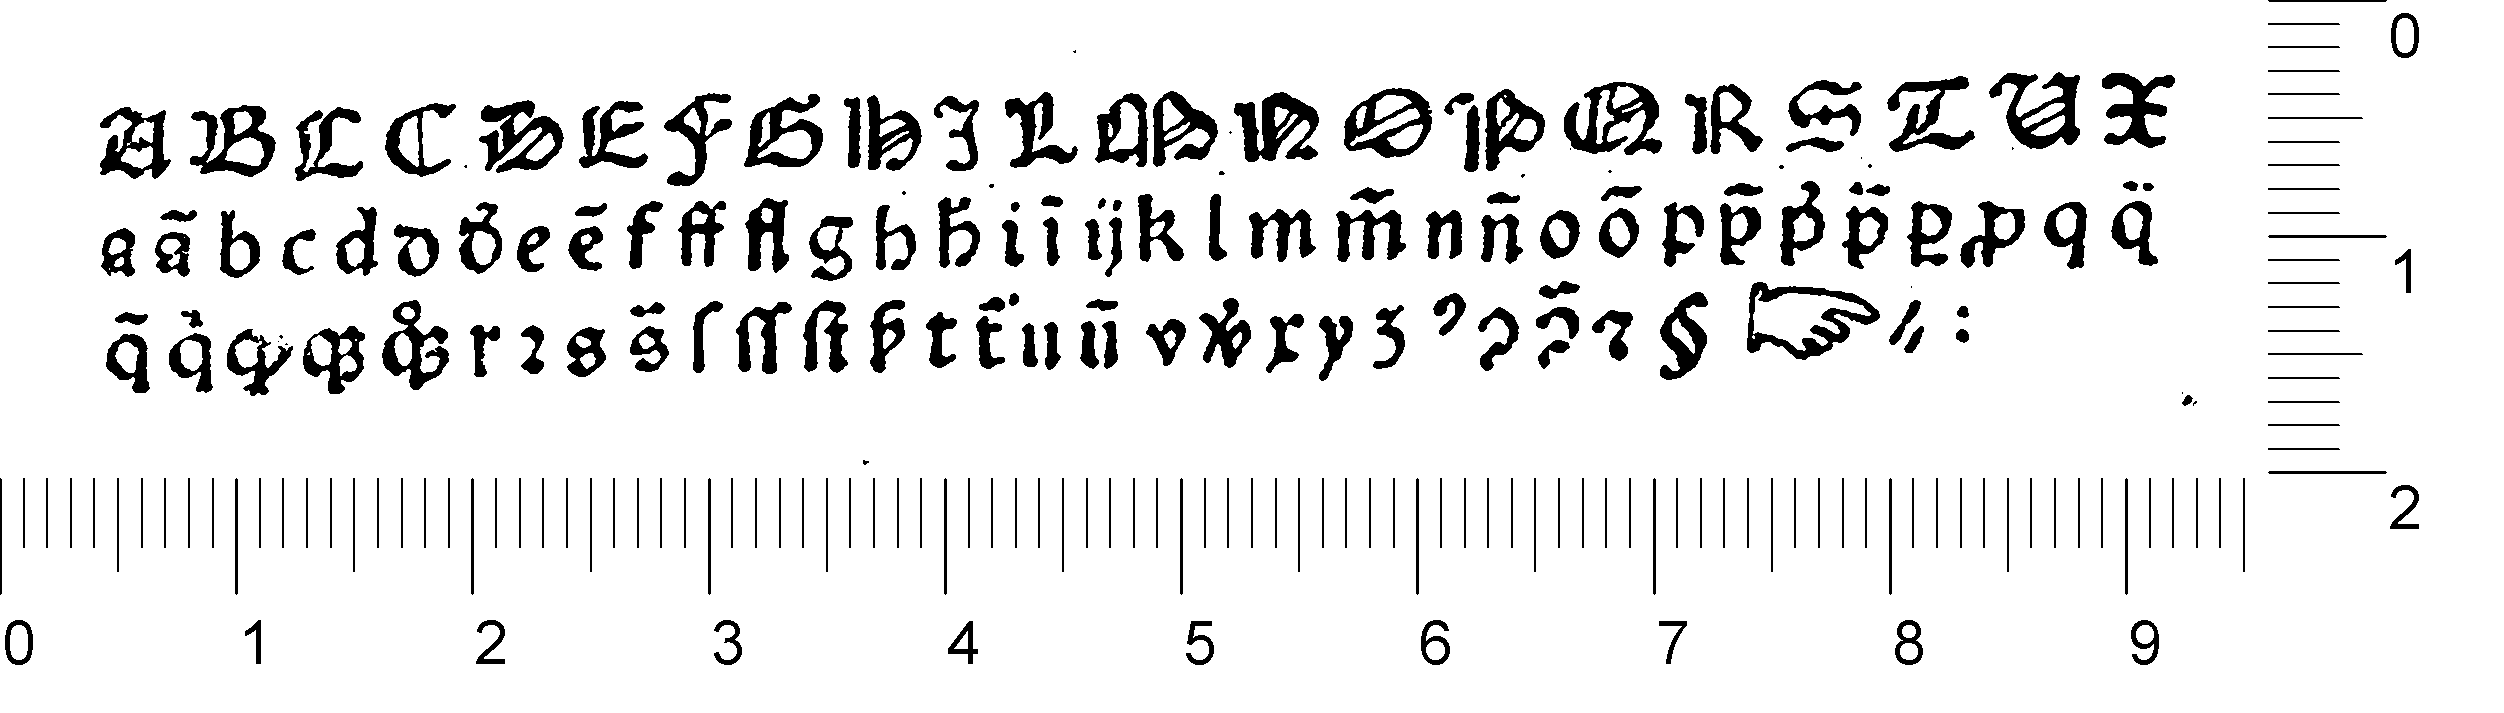 A B C C D E F G H I L M N O P Q R S T U X
a ã b c d d d̄ e ē f ff fl g h h̄ i ī ij k l m m̃ n ñ o õ p p̄ p̛ p̈ ꝑ ꝓ q q̈
q̄ q̇ ꝙ r ꝛ s s̄ ſ ſſ ſt t t̄ u ū v x y ʒ ꝰ ꝯ ꝯ̄ § ☞ ⸗ :
0
1
2
0 1 2 3 4 5 6 7 8 9